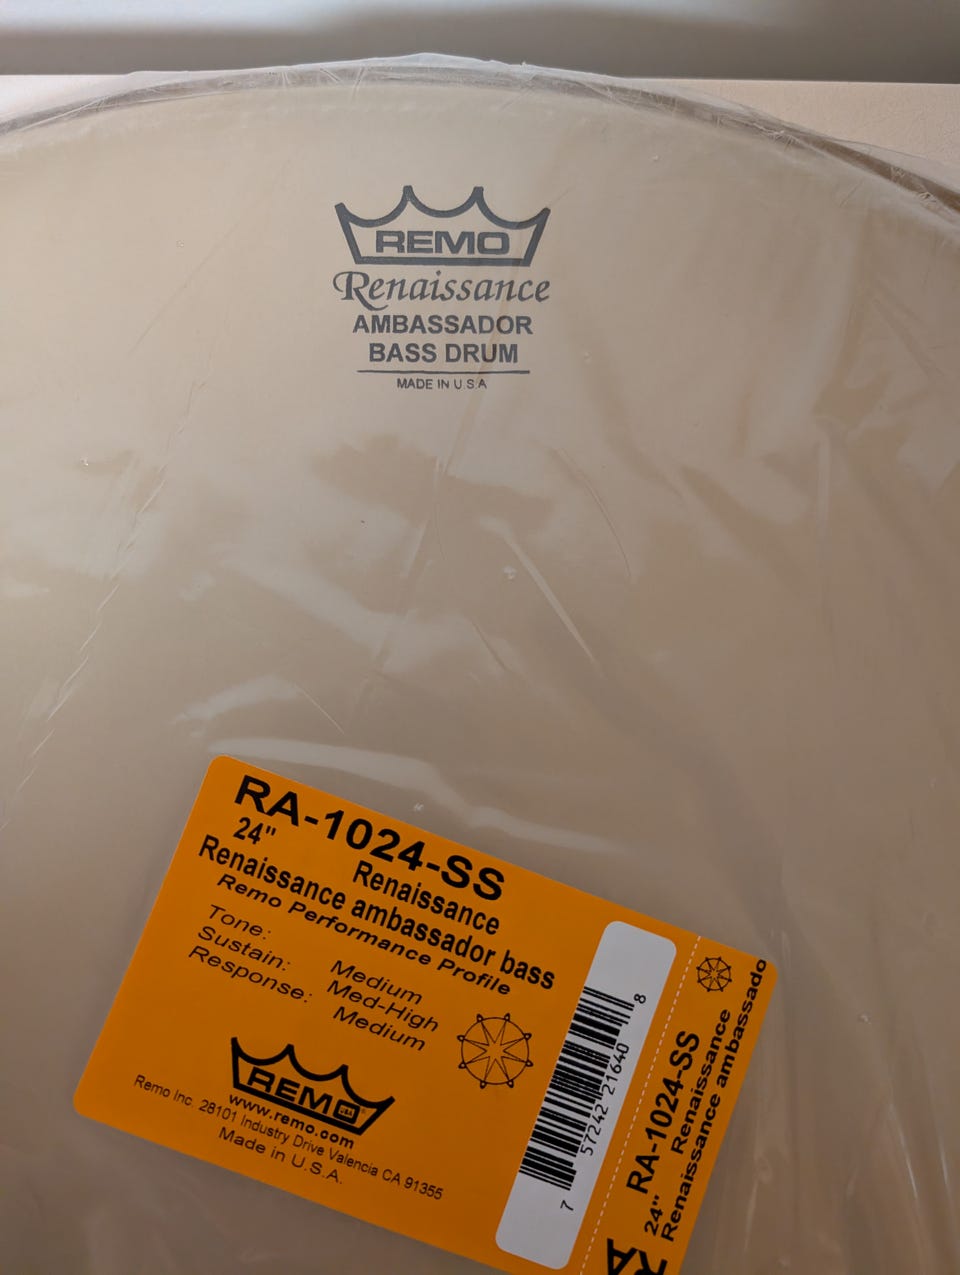 REMO
Renaissance
AMBASSADOR
BASS DRUM
MADE IN U.S.A
RA-1024-SS
24" Renaissance
Renaissance ambassador bass
Remo Performance Profile
Tone: Medium
Sustain: Med-High
Response: Medium
REMO USA ®
www.remo.com
Remo Inc. 28101 Industry Drive Valencia CA 91355
Made in U.S.A.
7 57242 21640 8
RA-1024-SS
24" Renaissance
Renaissance ambassado
RA